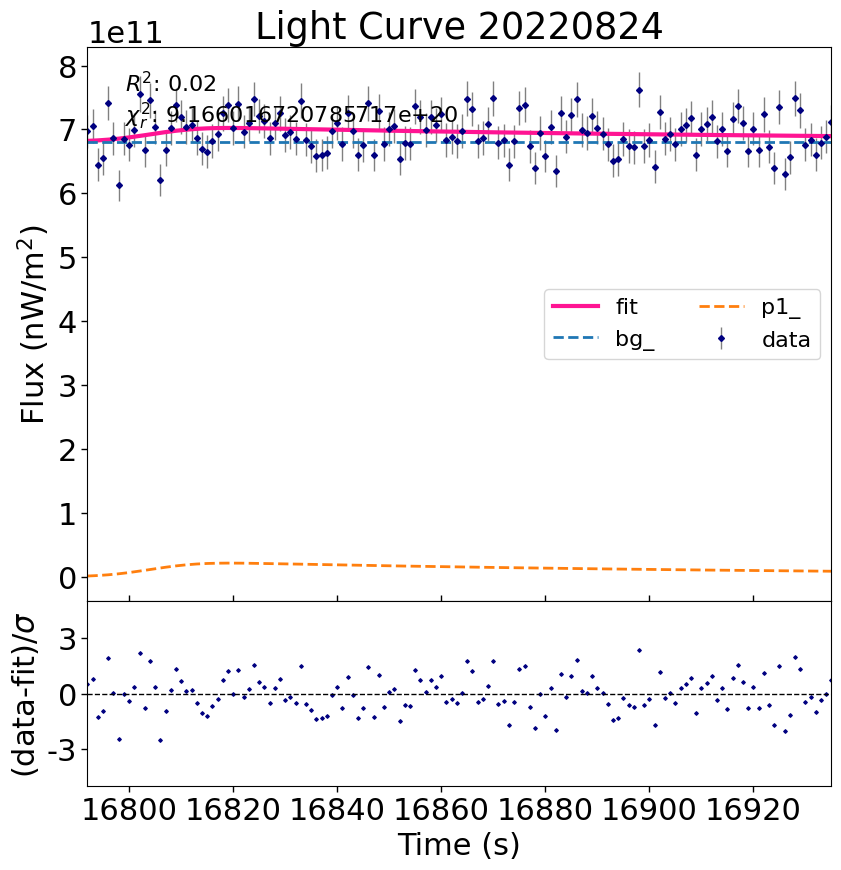 Light Curve 20220824
1e11
R²: 0.02
χ²ᵣ: 9.166016720785717e+20
8
7
6
5
4
3
2
1
0
Flux (nW/m²)
fit
bg_
p1_
data
3
0
-3
(data-fit)/σ
16800 16820 16840 16860 16880 16900 16920
Time (s)